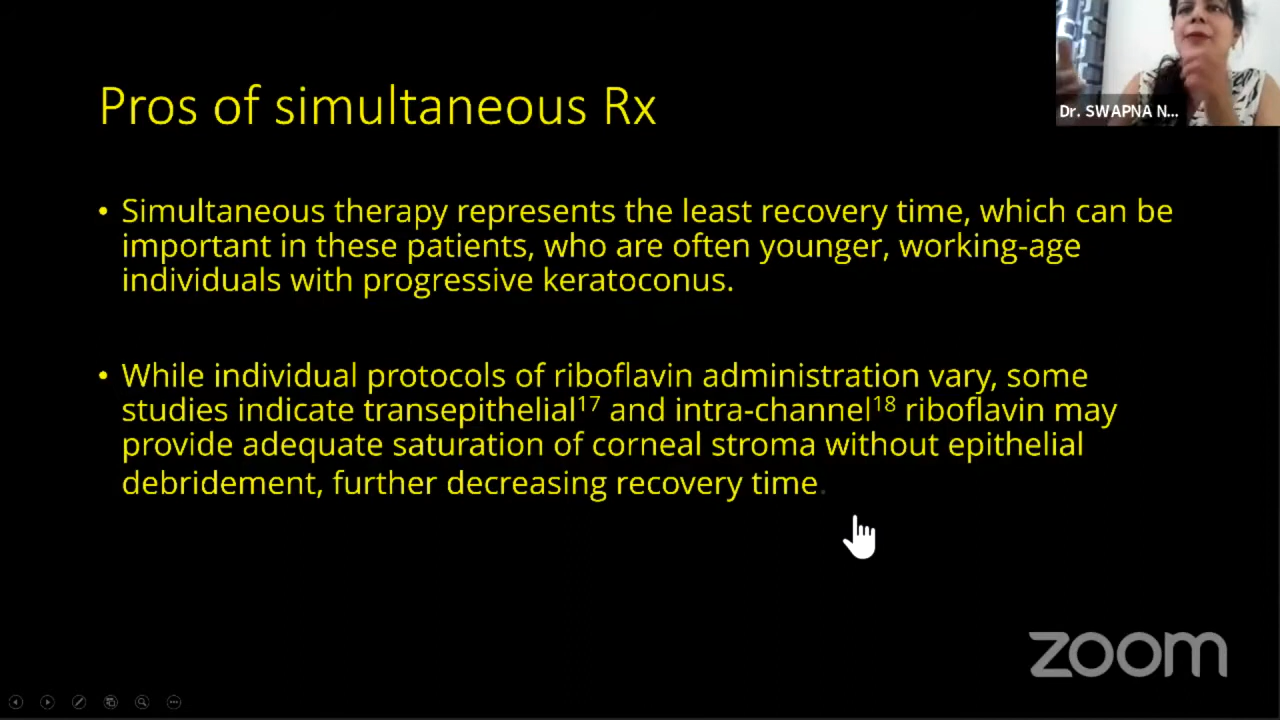 Pros of simultaneous Rx
Dr. SWAPNA N...
• Simultaneous therapy represents the least recovery time, which can be
important in these patients, who are often younger, working-age
individuals with progressive keratoconus.
• While individual protocols of riboflavin administration vary, some
studies indicate transepithelial17 and intra-channel18 riboflavin may
provide adequate saturation of corneal stroma without epithelial
debridement, further decreasing recovery time.
zoom